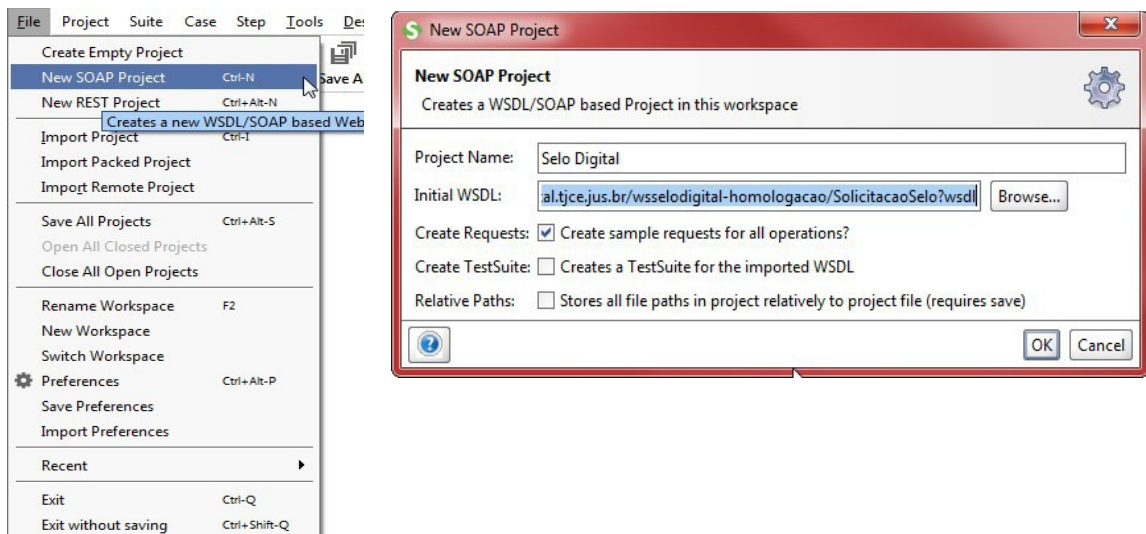 File Project Suite Case Step Tools
Create Empty Project
New SOAP Project Ctrl-N
Save A
New REST Project Ctrl+Alt-N
Creates a new WSDL/SOAP based Web
Import Project Ctrl-I
Import Packed Project
Import Remote Project
Save All Projects Ctrl+Alt-S
Open All Closed Projects
Close All Open Projects
Rename Workspace F2
New Workspace
Switch Workspace
Preferences Ctrl+Alt-P
Save Preferences
Import Preferences
Recent
Exit Ctrl-Q
Exit without saving Ctrl+Shift-Q
New SOAP Project
New SOAP Project
Creates a WSDL/SOAP based Project in this workspace
Project Name: Selo Digital
Initial WSDL: al.tjce.jus.br/wsselodigital-homologacao/SolicitacaoSelo?wsdl Browse...
Create Requests: Create sample requests for all operations?
Create TestSuite: Creates a TestSuite for the imported WSDL
Relative Paths: Stores all file paths in project relatively to project file (requires save)
OK Cancel